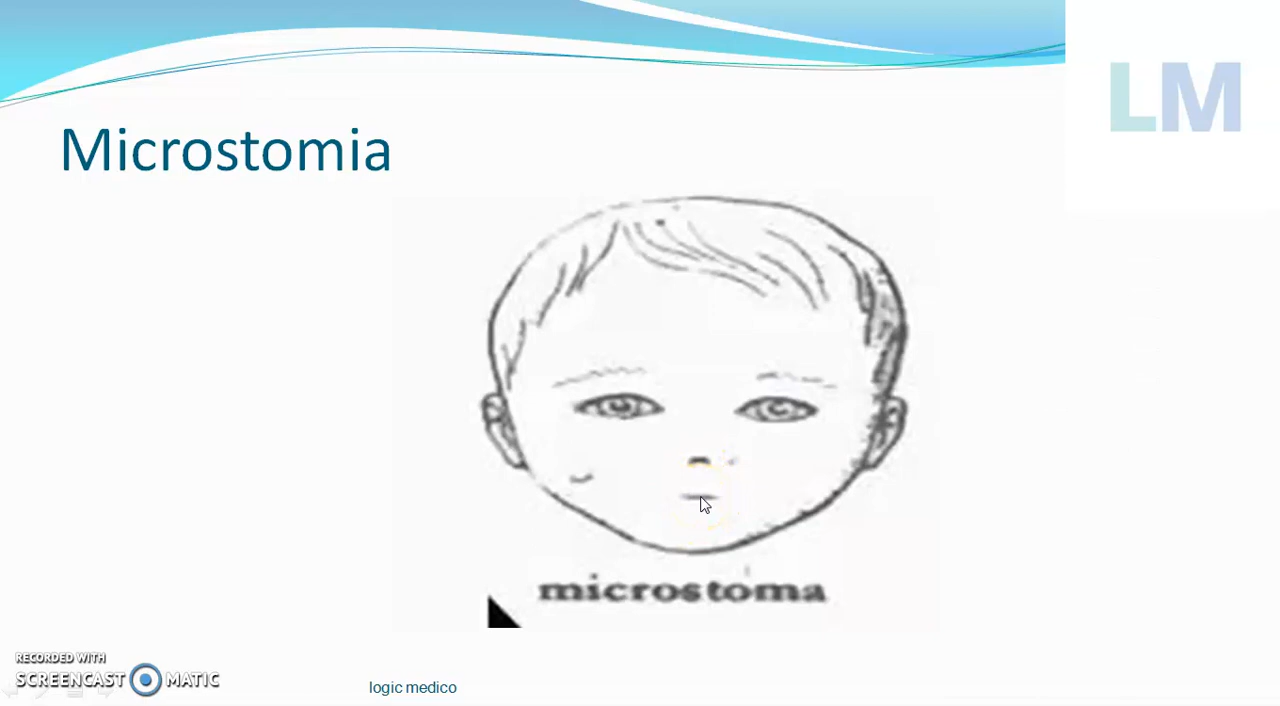 LM
Microstomia
microstoma
RECORDED WITH
SCREENCAST MATIC
logic medico